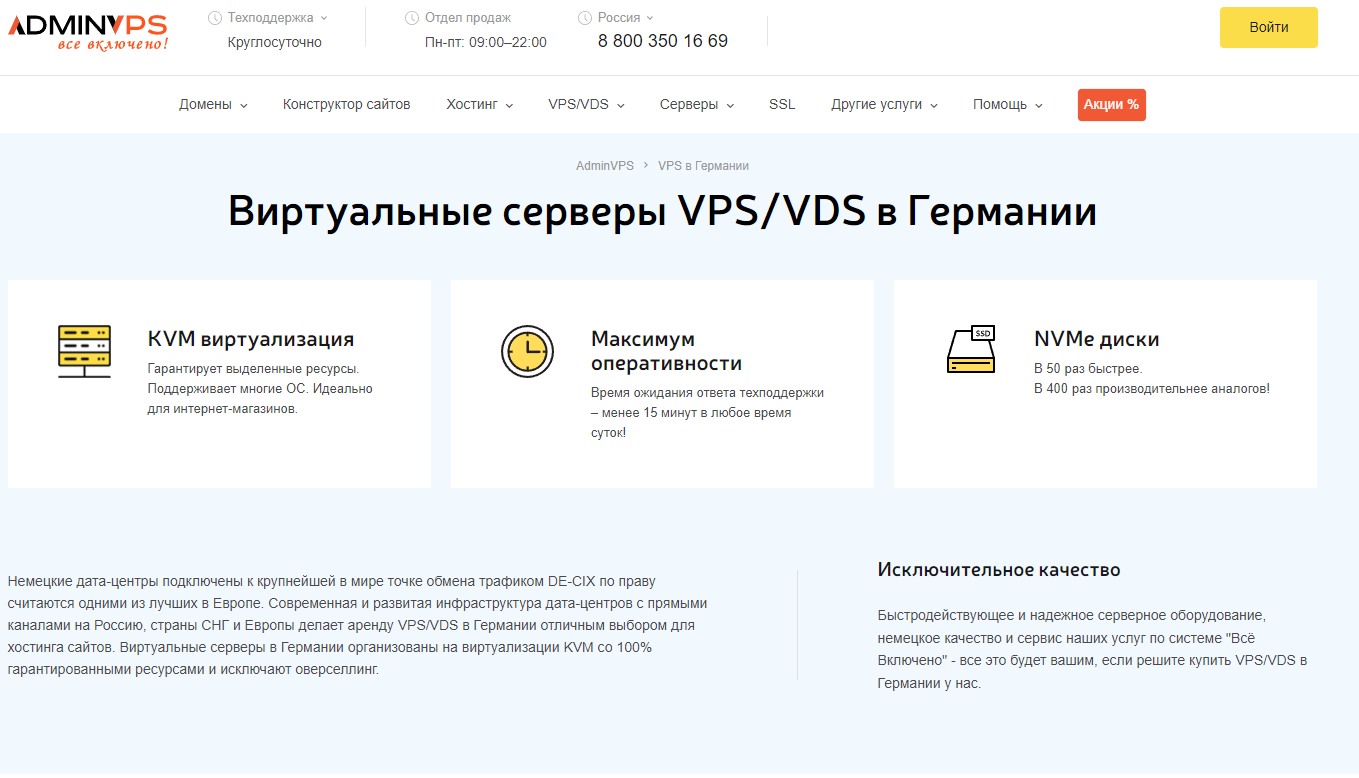 ADMINVPS
все включено!
Техподдержка
Круглосуточно
Отдел продаж
Пн-пт: 09:00–22:00
Россия
8 800 350 16 69
Войти
Домены
Конструктор сайтов
Хостинг
VPS/VDS
Серверы
SSL
Другие услуги
Помощь
Акции %
AdminVPS > VPS в Германии
Виртуальные серверы VPS/VDS в Германии
KVM виртуализация
Гарантирует выделенные ресурсы.
Поддерживает многие ОС. Идеально
для интернет-магазинов.
Максимум
оперативности
Время ожидания ответа техподдержки
– менее 15 минут в любое время
суток!
SSD
NVMe диски
В 50 раз быстрее.
В 400 раз производительнее аналогов!
Немецкие дата-центры подключены к крупнейшей в мире точке обмена трафиком DE-CIX по праву
считаются одними из лучших в Европе. Современная и развитая инфраструктура дата-центров с прямыми
каналами на Россию, страны СНГ и Европы делает аренду VPS/VDS в Германии отличным выбором для
хостинга сайтов. Виртуальные серверы в Германии организованы на виртуализации KVM со 100%
гарантированными ресурсами и исключают оверселлинг.
Исключительное качество
Быстродействующее и надежное серверное оборудование,
немецкое качество и сервис наших услуг по системе "Всё
Включено" - все это будет вашим, если решите купить VPS/VDS в
Германии у нас.